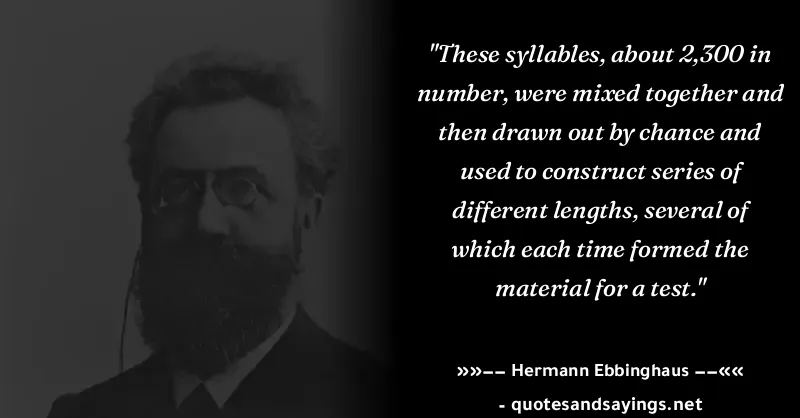 "These syllables, about 2,300 in
number, were mixed together and
then drawn out by chance and
used to construct series of
different lengths, several of
which each time formed the
material for a test."
»»−− Hermann Ebbinghaus −−««
- quotesandsayings.net